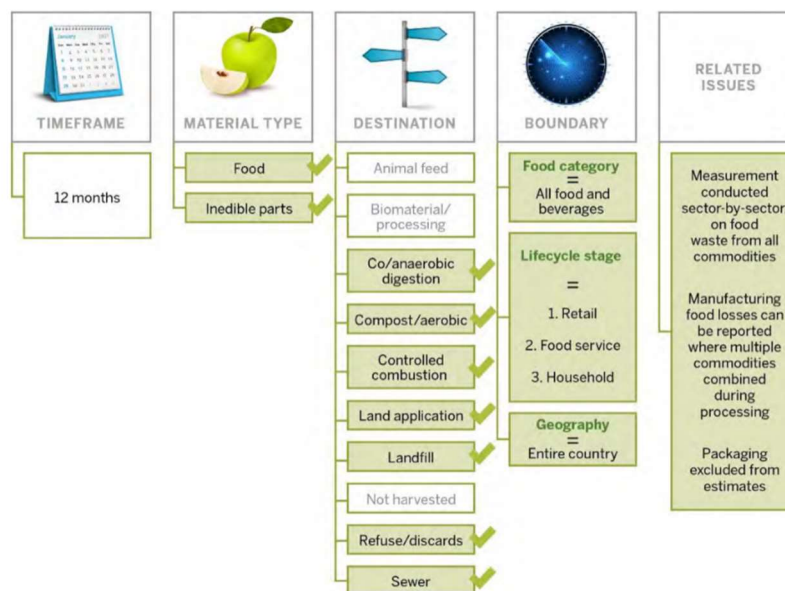 January 2017
TIMEFRAME
12 months
MATERIAL TYPE
Food
Inedible parts
DESTINATION
Animal feed
Biomaterial/
processing
Co/anaerobic
digestion
Compost/aerobic
Controlled
combustion
Land application
Landfill
Not harvested
Refuse/discards
Sewer
BOUNDARY
Food category
=
All food and
beverages
Lifecycle stage
=
1. Retail
2. Food service
3. Household
Geography
=
Entire country
RELATED
ISSUES
Measurement
conducted
sector-by-sector
on food
waste from all
commodities
Manufacturing
food losses can
be reported
where multiple
commodities
combined
during
processing
Packaging
excluded from
estimates